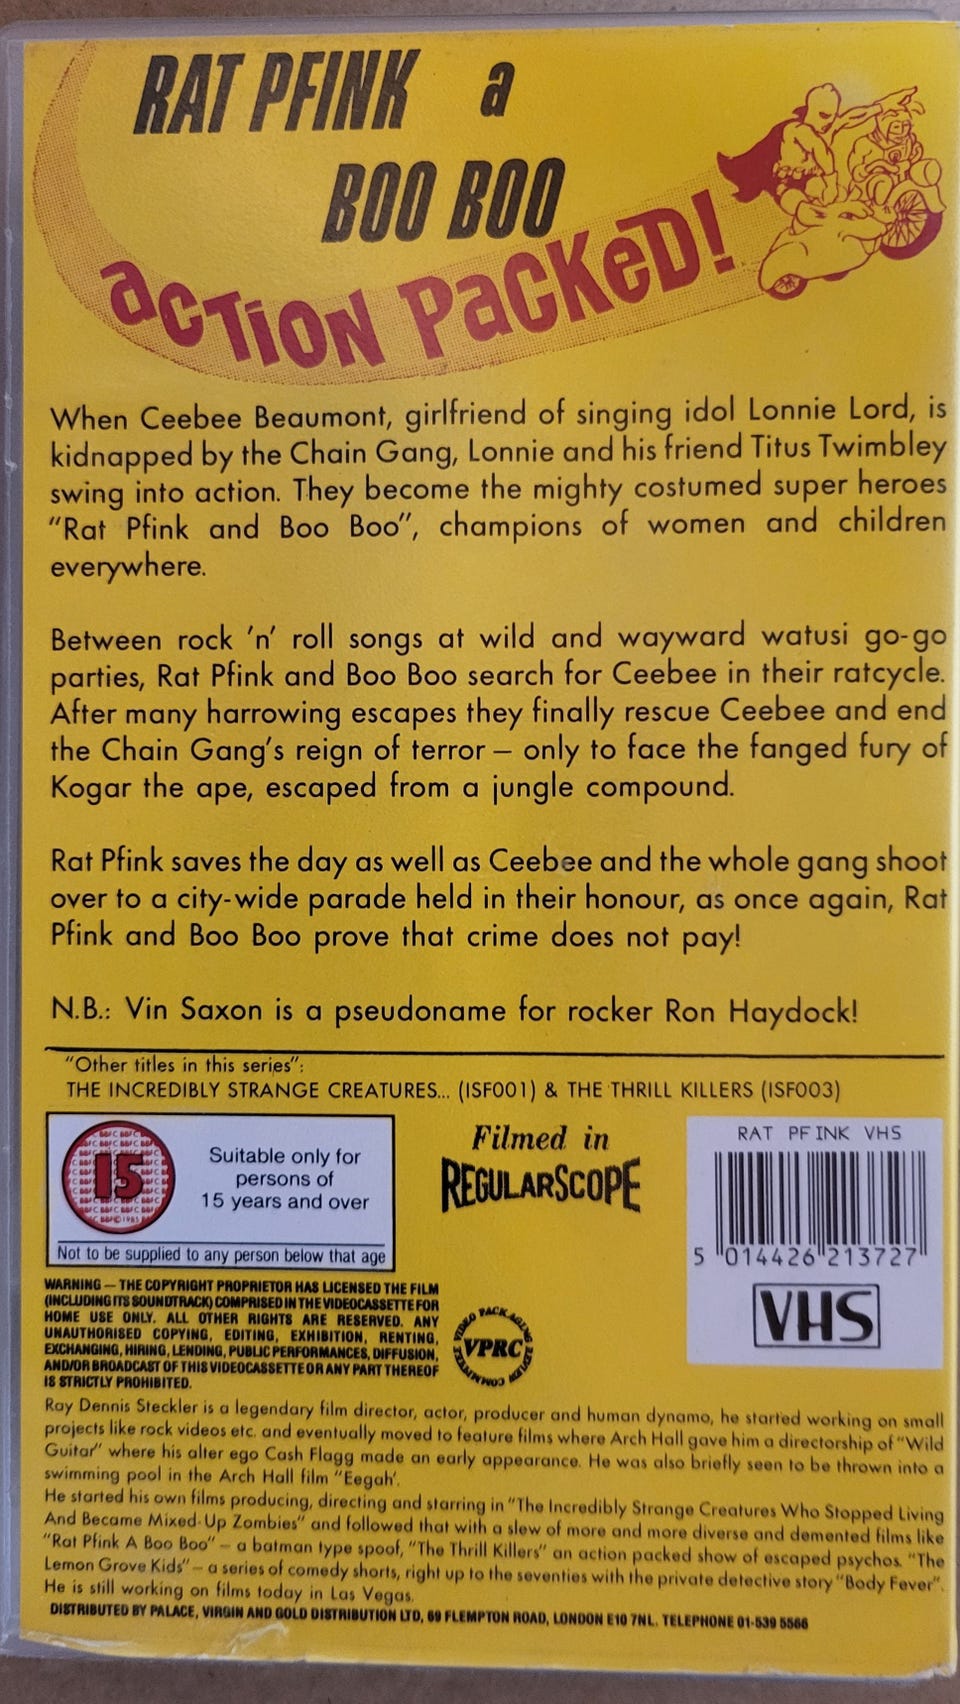 RAT PFINK a
BOO BOO
aCTiON PaCKeD!
When Ceebee Beaumont, girlfriend of singing idol Lonnie Lord, is
kidnapped by the Chain Gang, Lonnie and his friend Titus Twimbley
swing into action. They become the mighty costumed super heroes
"Rat Pfink and Boo Boo", champions of women and children
everywhere.
Between rock 'n' roll songs at wild and wayward watusi go-go
parties, Rat Pfink and Boo Boo search for Ceebee in their ratcycle.
After many harrowing escapes they finally rescue Ceebee and end
the Chain Gang's reign of terror – only to face the fanged fury of
Kogar the ape, escaped from a jungle compound.
Rat Pfink saves the day as well as Ceebee and the whole gang shoot
over to a city-wide parade held in their honour, as once again, Rat
Pfink and Boo Boo prove that crime does not pay!
N.B.: Vin Saxon is a pseudoname for rocker Ron Haydock!
"Other titles in this series":
THE INCREDIBLY STRANGE CREATURES... (ISF001) & THE THRILL KILLERS (ISF003)
15
Suitable only for
persons of
15 years and over
Not to be supplied to any person below that age
Filmed in
REGULARSCOPE
RAT PFINK VHS
5 014426 213727
VHS
WARNING – THE COPYRIGHT PROPRIETOR HAS LICENSED THE FILM
(INCLUDING ITS SOUNDTRACK) COMPRISED IN THE VIDEOCASSETTE FOR
HOME USE ONLY. ALL OTHER RIGHTS ARE RESERVED. ANY
UNAUTHORISED COPYING, EDITING, EXHIBITION, RENTING,
EXCHANGING, HIRING, LENDING, PUBLIC PERFORMANCES, DIFFUSION,
AND/OR BROADCAST OF THIS VIDEOCASSETTE OR ANY PART THEREOF
IS STRICTLY PROHIBITED.
VIDEO PACKAGING REVIEW COMMITTEE
VPRC
Ray Dennis Steckler is a legendary film director, actor, producer and human dynamo, he started working on small
projects like rock videos etc. and eventually moved to feature films where Arch Hall gave him a directorship of "Wild
Guitar" where his alter ego Cash Flagg made an early appearance. He was also briefly seen to be thrown into a
swimming pool in the Arch Hall film "Eegah'.
He started his own films producing, directing and starring in "The Incredibly Strange Creatures Who Stopped Living
And Became Mixed-Up Zombies" and followed that with a slew of more and more diverse and demented films like
"Rat Pfink A Boo Boo" – a batman type spoof, "The Thrill Killers" an action packed show of escaped psychos. "The
Lemon Grove Kids" – a series of comedy shorts, right up to the seventies with the private detective story "Body Fever".
He is still working on films today in Las Vegas.
DISTRIBUTED BY PALACE, VIRGIN AND GOLD DISTRIBUTION LTD, 69 FLEMPTON ROAD, LONDON E10 7NL. TELEPHONE 01-539 5566